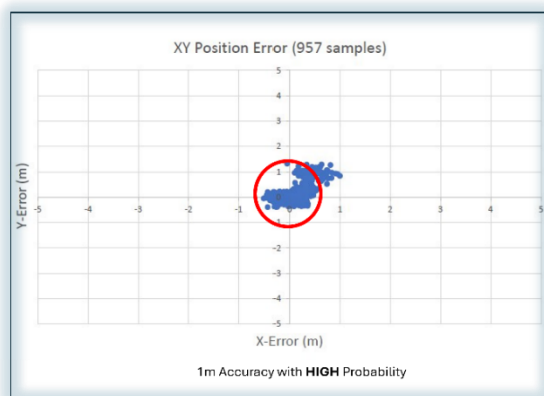 XY Position Error (957 samples)
5
4
3
2
1
0
-5 -4 -3 -2 -1 0 1 2 3 4 5
-1
-2
-3
-4
-5
Y-Error (m)
X-Error (m)
1m Accuracy with HIGH Probability